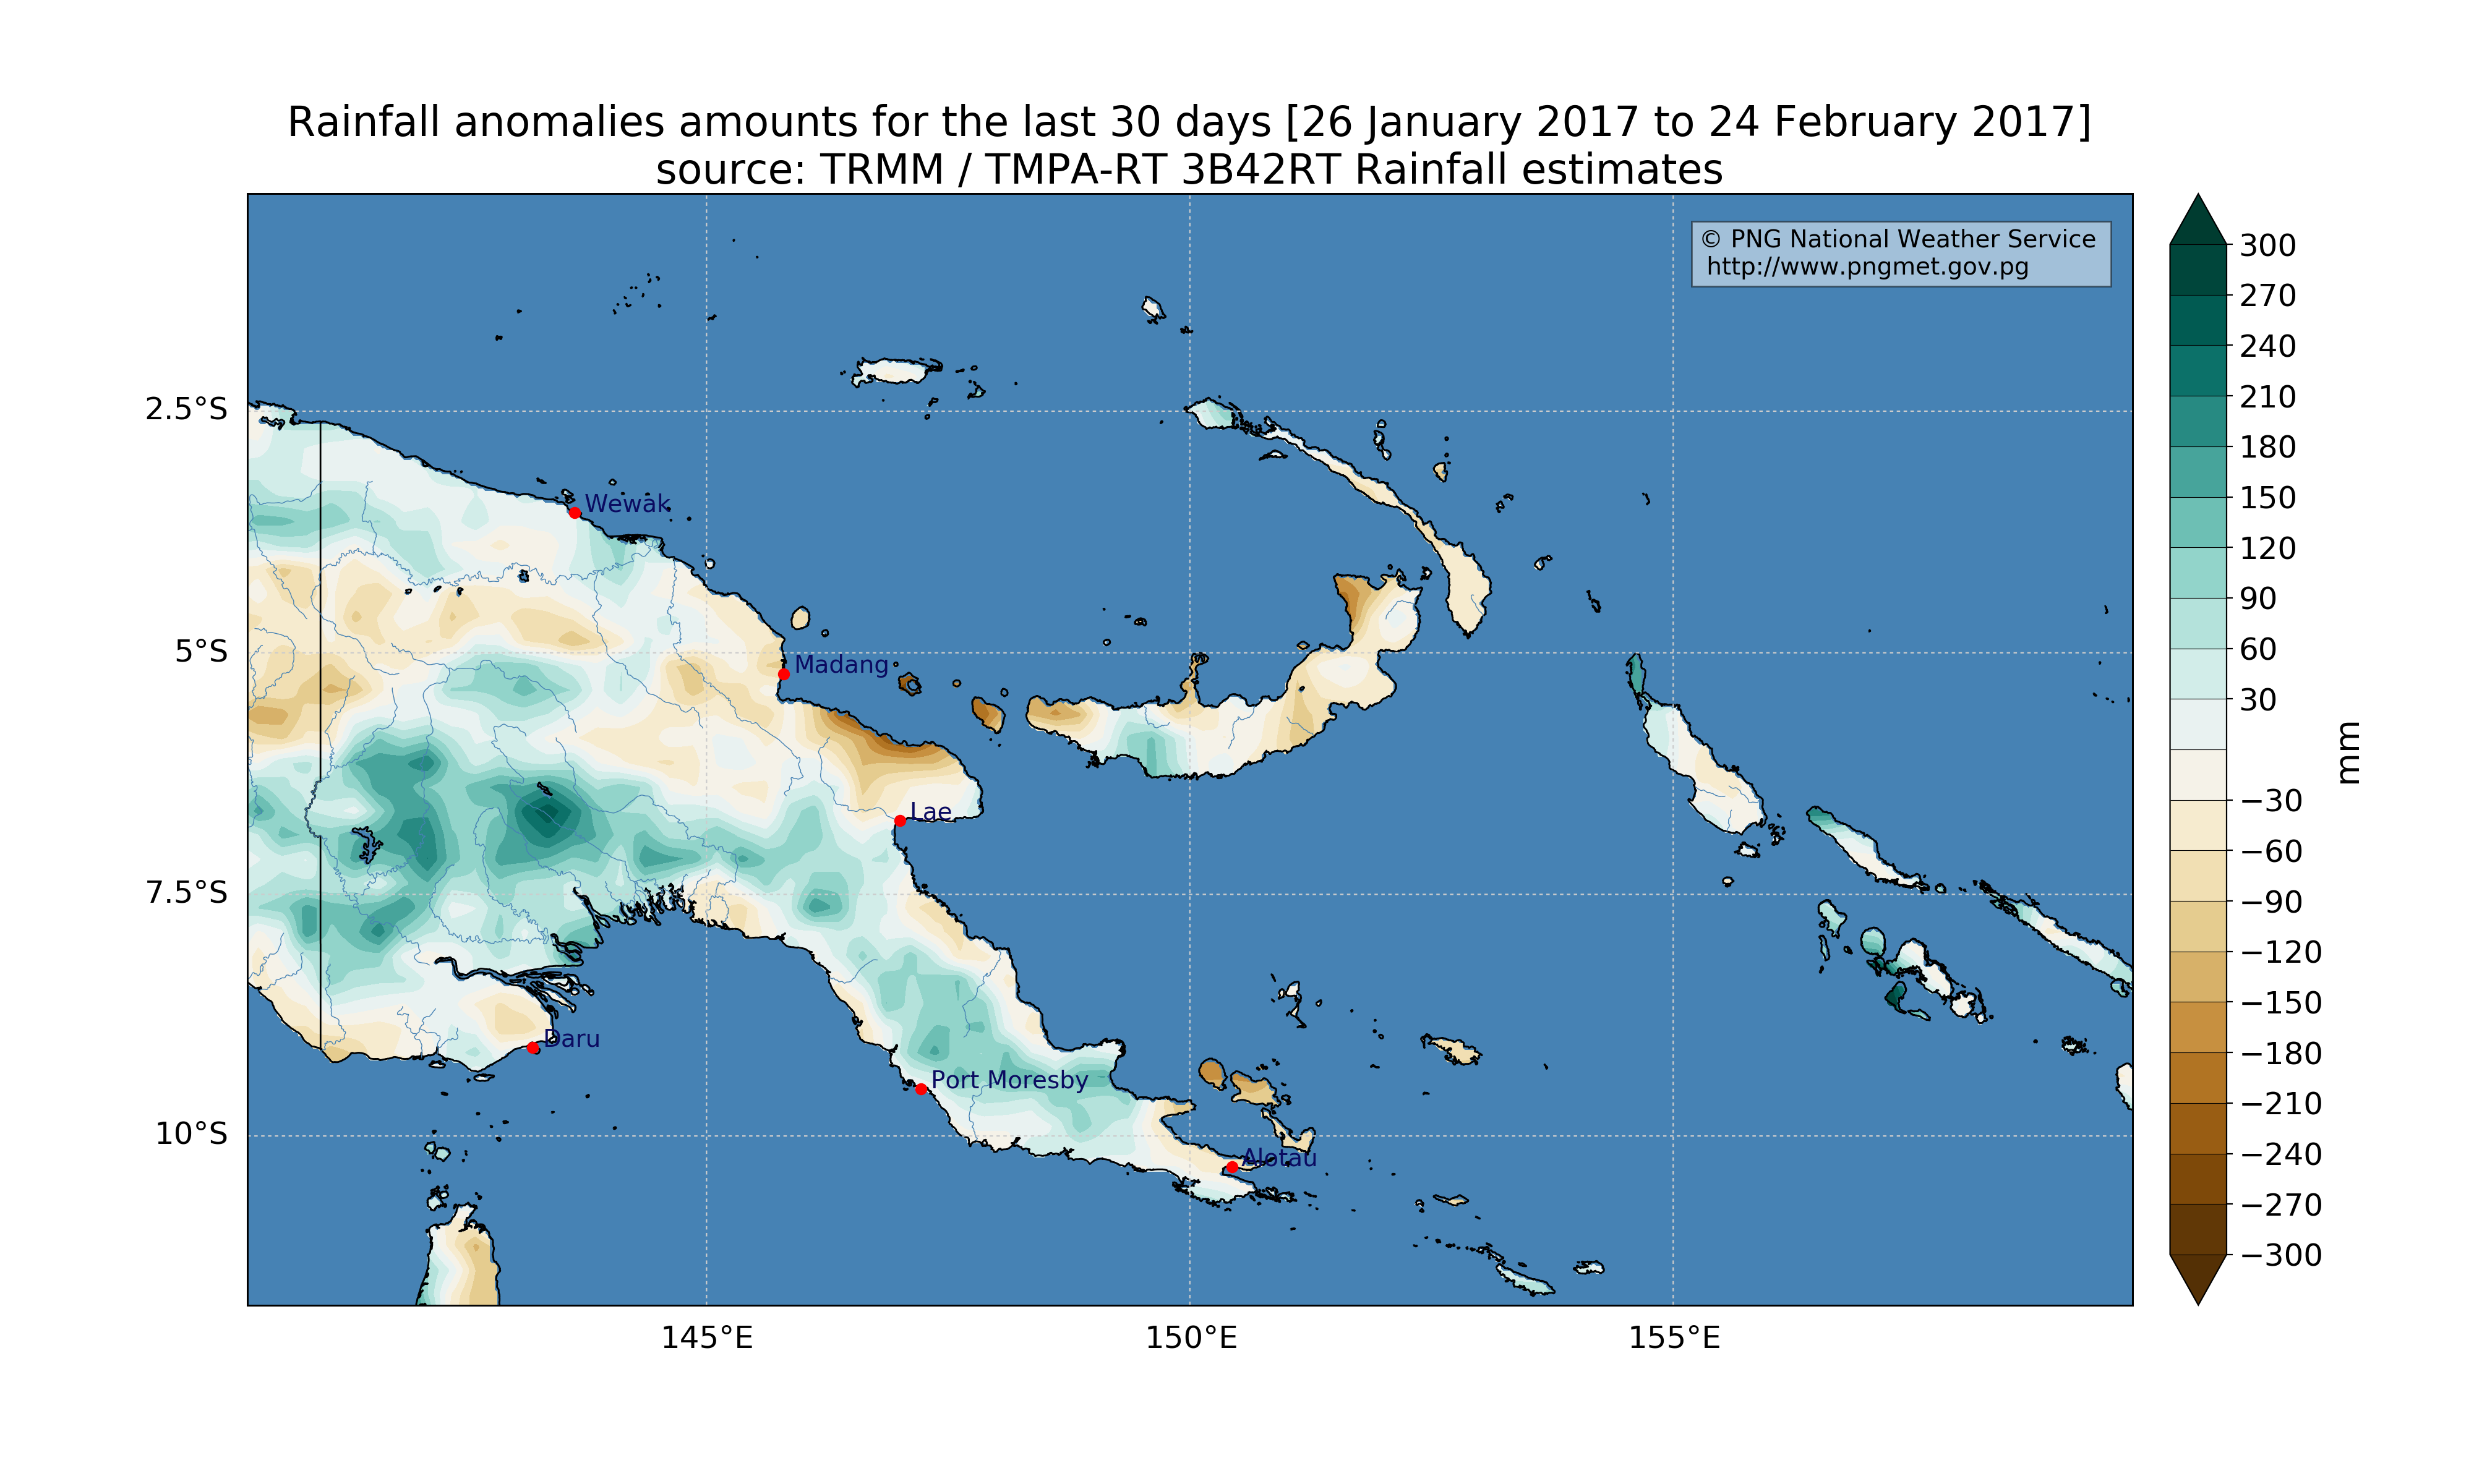 Rainfall anomalies amounts for the last 30 days [26 January 2017 to 24 February 2017]
source: TRMM / TMPA-RT 3B42RT Rainfall estimates
© PNG National Weather Service
http://www.pngmet.gov.pg
2.5°S
5°S
7.5°S
10°S
145°E
150°E
155°E
Wewak
Madang
Lae
Daru
Port Moresby
Alotau
300
270
240
210
180
150
120
90
60
30
−30
−60
−90
−120
−150
−180
−210
−240
−270
−300
mm